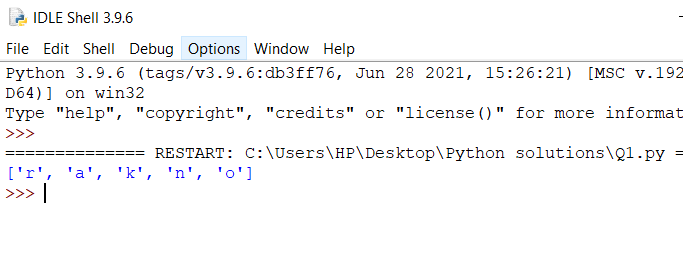 IDLE Shell 3.9.6
File Edit Shell Debug Options Window Help
Python 3.9.6 (tags/v3.9.6:db3ff76, Jun 28 2021, 15:26:21) [MSC v.192
D64)] on win32
Type "help", "copyright", "credits" or "license()" for more informat
>>>
============== RESTART: C:\Users\HP\Desktop\Python solutions\Q1.py =
['r', 'a', 'k', 'n', 'o']
>>>